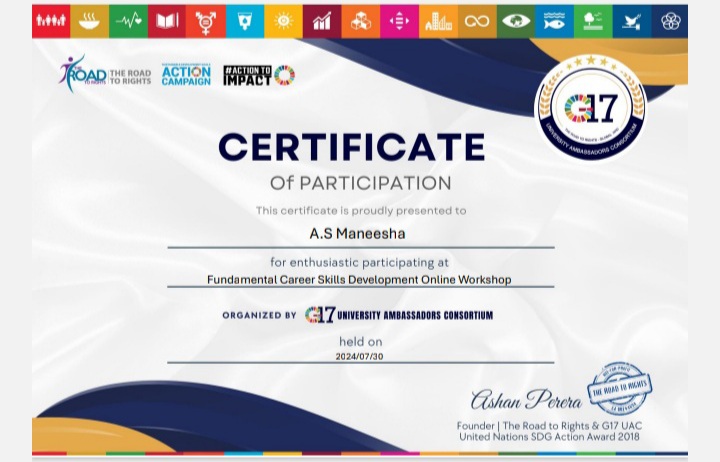 THE ROAD TO RIGHTS
THE ROAD
TO RIGHTS
ACTION
CAMPAIGN
#ACTION TO
IMPACT
G17
UNIVERSITY AMBASSADORS CONSORTIUM
CERTIFICATE
Of PARTICIPATION
This certificate is proudly presented to
A.S Maneesha
for enthusiastic participating at
Fundamental Career Skills Development Online Workshop
ORGANIZED BY G17 UNIVERSITY AMBASSADORS CONSORTIUM
held on
2024/07/30
Ashan Perera
THE ROAD TO RIGHTS
Founder | The Road to Rights & G17 UAC
United Nations SDG Action Award 2018